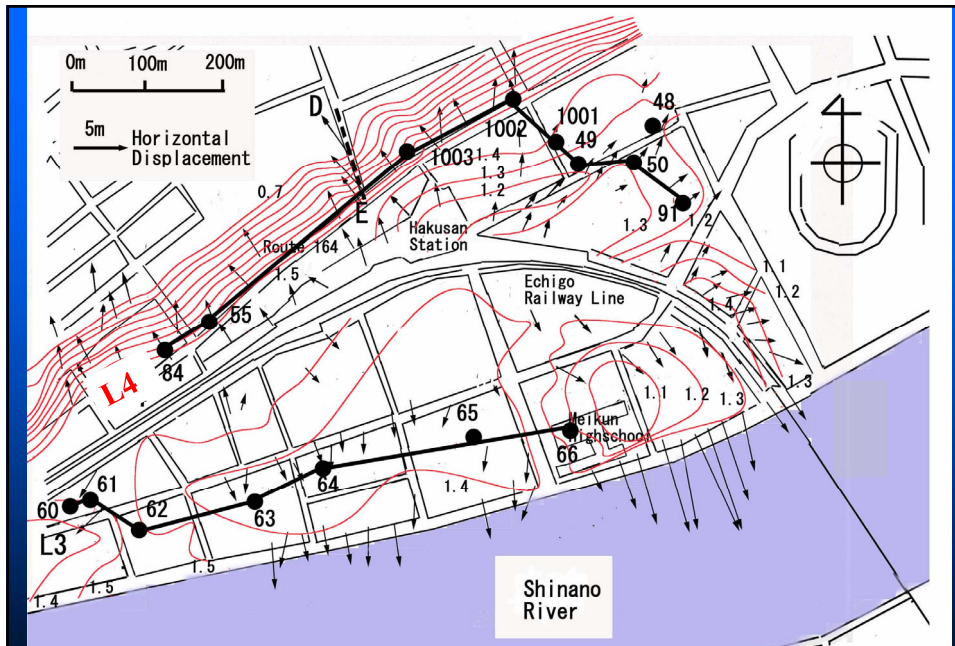 0m 100m 200m
5m
Horizontal
Displacement
D
E
0.7
Route 164
1.5
1003
1002
1001
1.4
1.3
1.2
49
48
50
91
1.3
1.2
Hakusan
Station
Echigo
Railway Line
1.1
1.2
1.4
1.3
55
84
L4
65
66
Meikun
Highschool
1.1
1.2
1.3
64
63
1.4
60
61
62
L3
1.5
1.5
1.4
Shinano
River